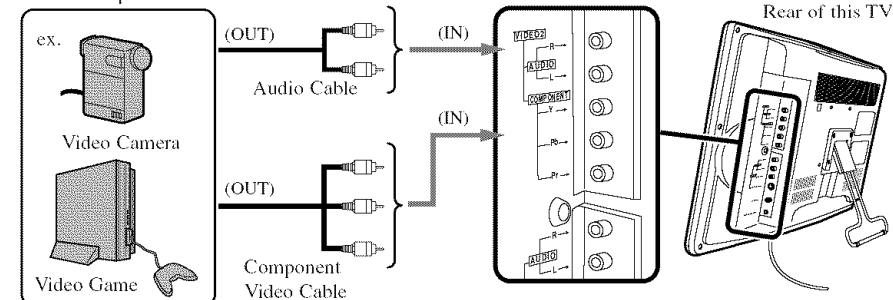 Rear of this TV
ex.
(OUT)
(IN)
Audio Cable
Video Camera
(IN)
(OUT)
Component
Video Cable
Video Game
VIDEO2
R
AUDIO
L
COMPONENT
Y
Pb
Pr
R
AUDIO
L